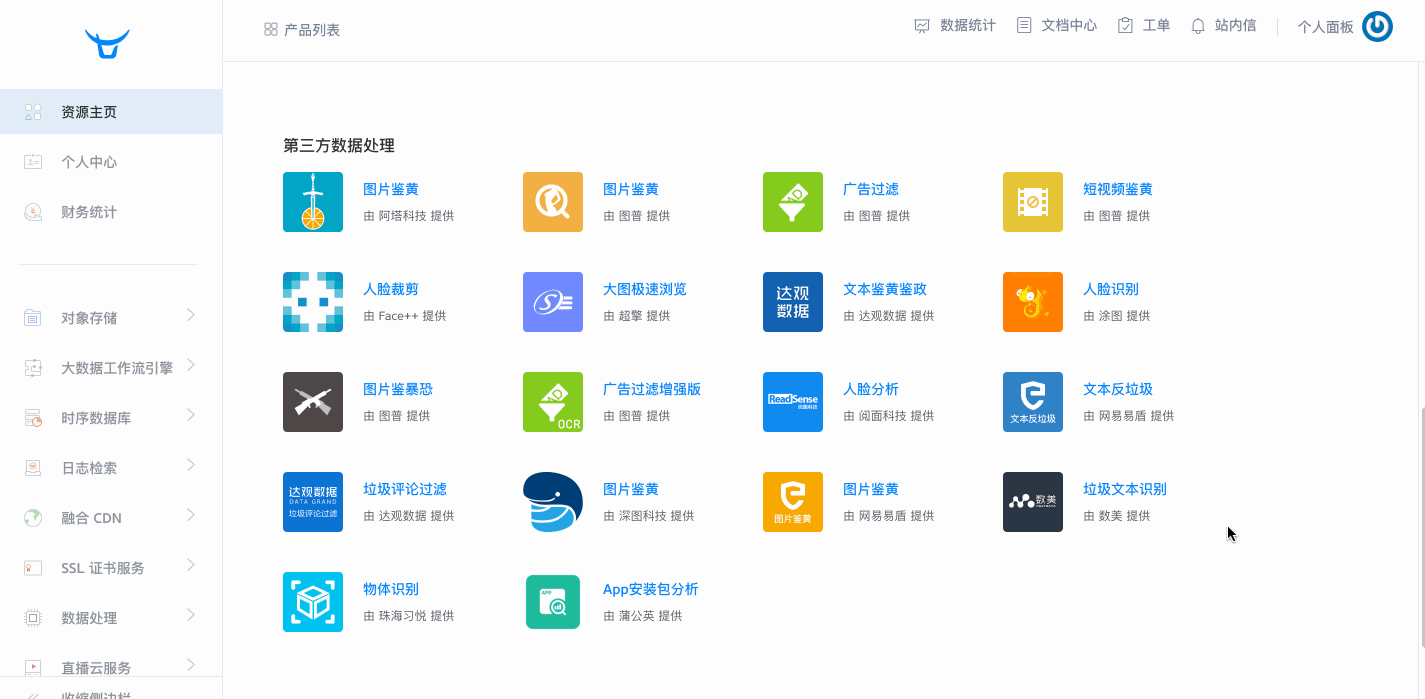 产品列表
数据统计
文档中心
工单
站内信
个人面板
资源主页
个人中心
财务统计
对象存储
大数据工作流引擎
时序数据库
日志检索
融合 CDN
SSL 证书服务
数据处理
直播云服务
收缩侧边栏
第三方数据处理
图片鉴黄
由 阿塔科技 提供
图片鉴黄
由 图普 提供
广告过滤
由 图普 提供
短视频鉴黄
由 图普 提供
人脸裁剪
由 Face++ 提供
大图极速浏览
由 超擎 提供
达观
数据
文本鉴黄鉴政
由 达观数据 提供
人脸识别
由 涂图 提供
图片鉴暴恐
由 图普 提供
OCR
广告过滤增强版
由 图普 提供
ReadSense
阅面科技
人脸分析
由 阅面科技 提供
文本反垃圾
文本反垃圾
由 网易易盾 提供
达观数据
DATA GRAND
垃圾评论过滤
垃圾评论过滤
由 达观数据 提供
图片鉴黄
由 深图科技 提供
图片鉴黄
图片鉴黄
由 网易易盾 提供
数美
垃圾文本识别
由 数美 提供
物体识别
由 珠海习悦 提供
APP
App安装包分析
由 蒲公英 提供